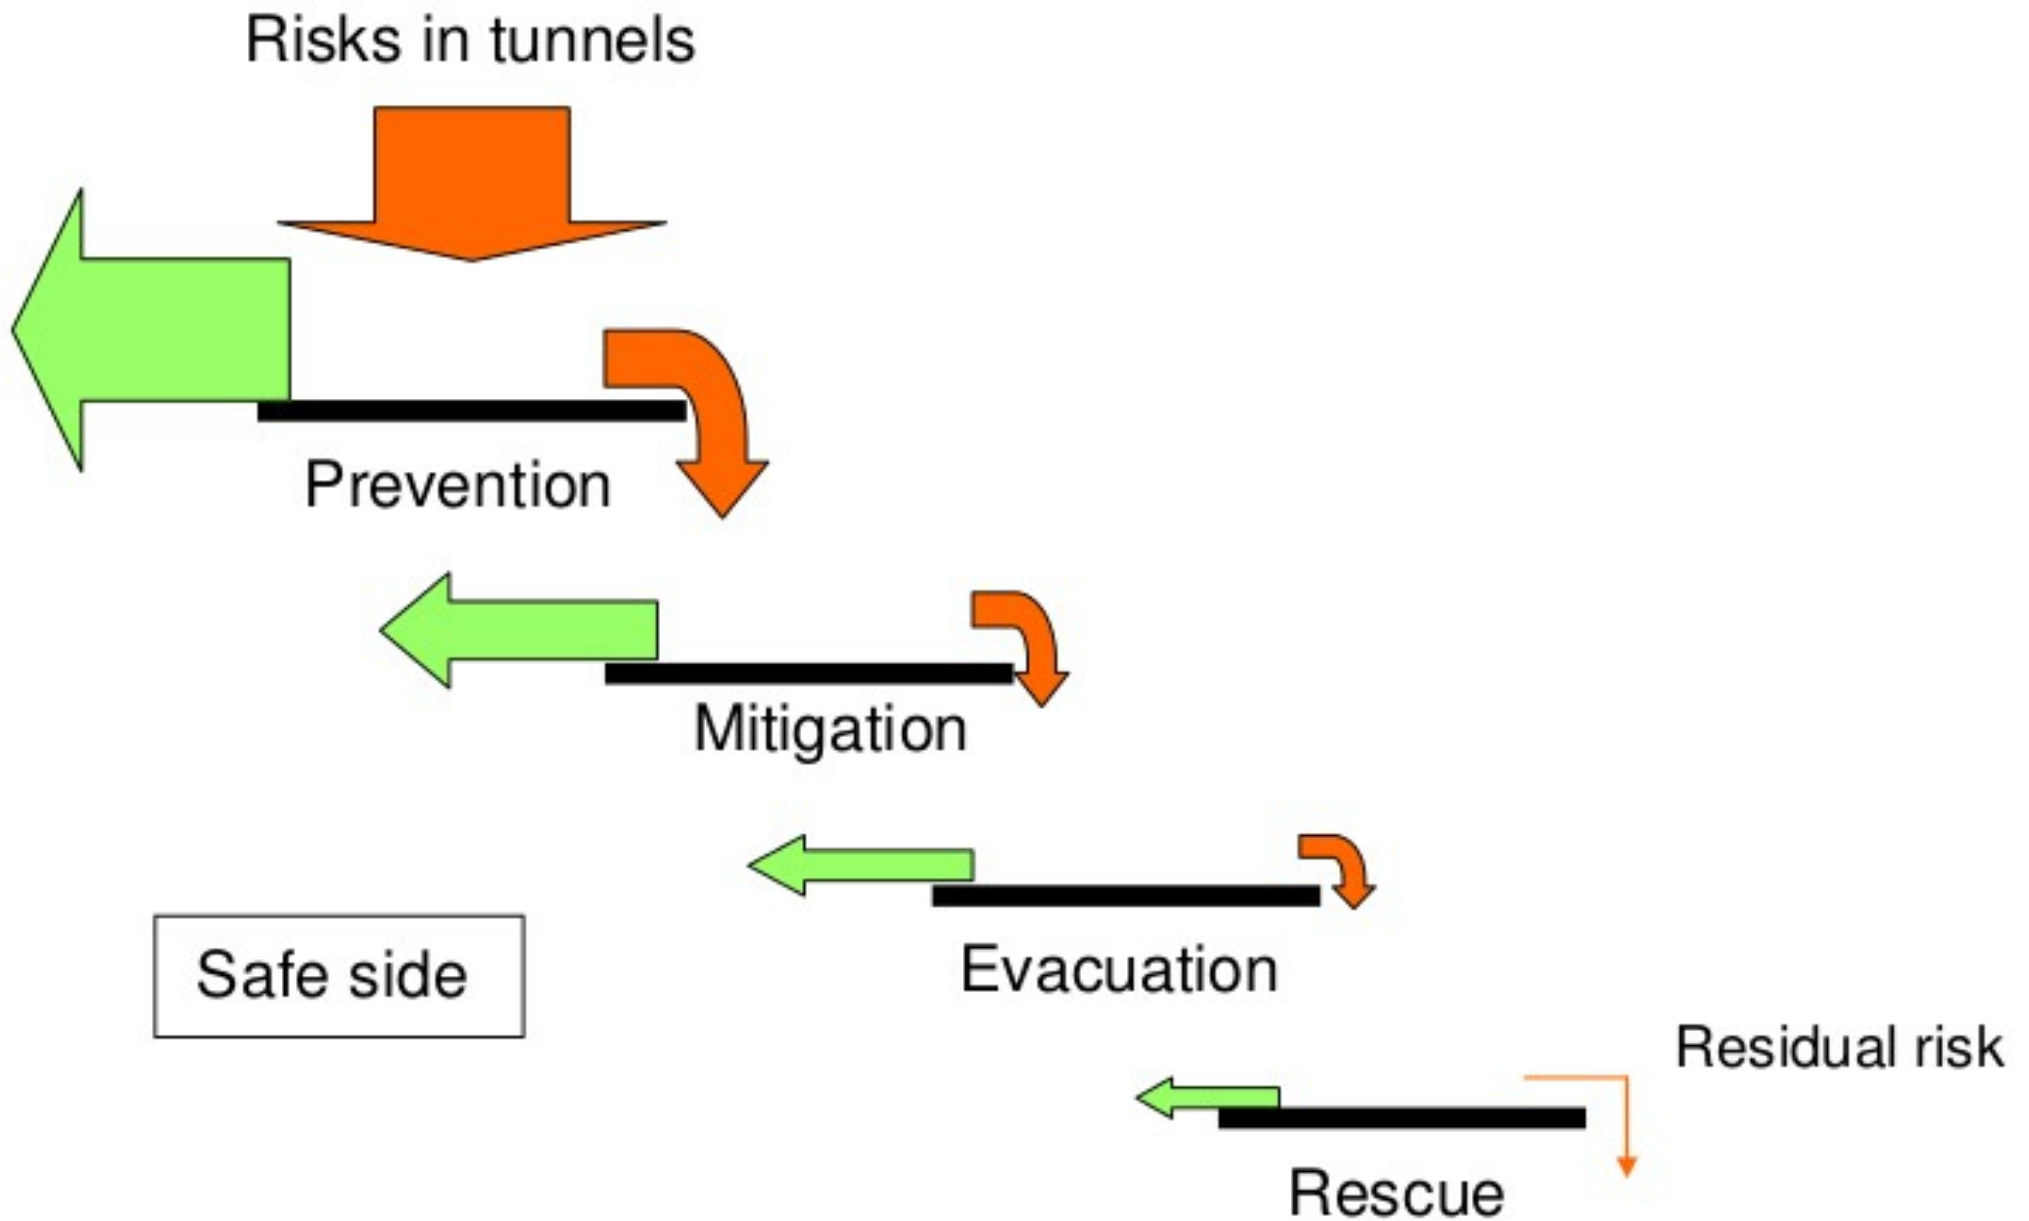 Risks in tunnels
Prevention
Mitigation
Evacuation
Safe side
Residual risk
Rescue